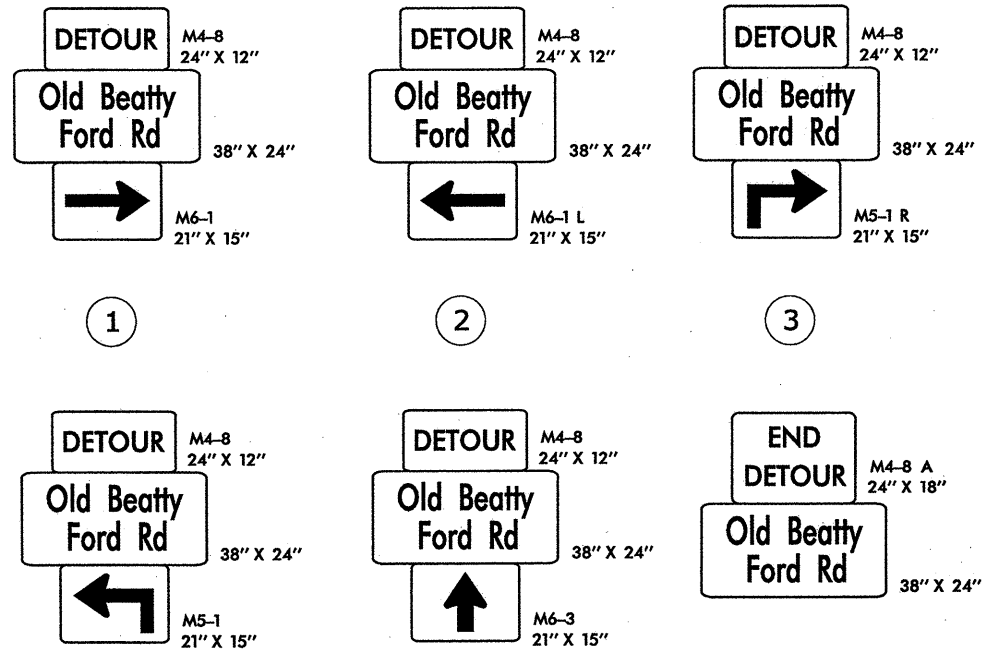 DETOUR
M4-8
24" X 12"
Old Beatty
Ford Rd
38" X 24"
M6-1
21" X 15"
1
DETOUR
M4-8
24" X 12"
Old Beatty
Ford Rd
38" X 24"
M6-1 L
21" X 15"
2
DETOUR
M4-8
24" X 12"
Old Beatty
Ford Rd
38" X 24"
M5-1 R
21" X 15"
3
DETOUR
M4-8
24" X 12"
Old Beatty
Ford Rd
38" X 24"
M5-1
21" X 15"
DETOUR
M4-8
24" X 12"
Old Beatty
Ford Rd
38" X 24"
M6-3
21" X 15"
END
DETOUR
M4-8 A
24" X 18"
Old Beatty
Ford Rd
38" X 24"